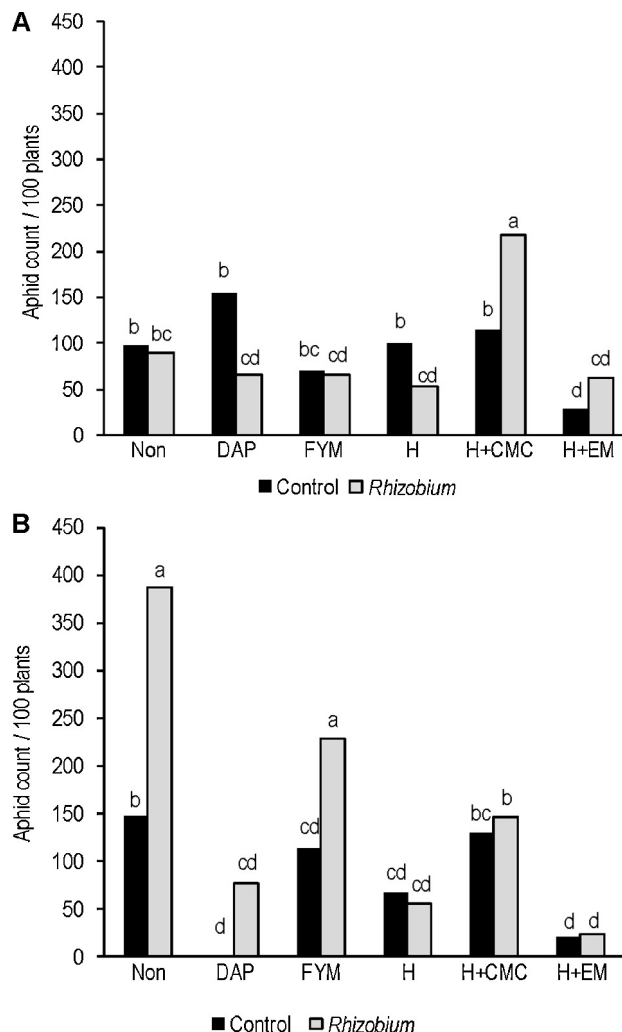 A
450
400
350
300
250
200
150
100
50
0
Aphid count / 100 plants
b bc b cd bc cd b cd b a d cd
Non DAP FYM H H+CMC H+EM
Control Rhizobium
B
450
400
350
300
250
200
150
100
50
0
Aphid count / 100 plants
b a d cd cd a cd cd bc b d d
Non DAP FYM H H+CMC H+EM
Control Rhizobium